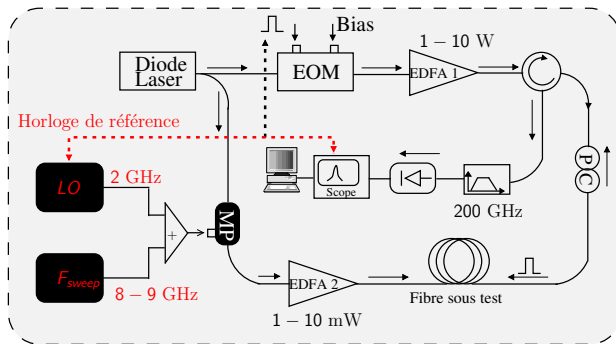 Bias
1 – 10 W
Diode
Laser
EOM
EDFA 1
Horloge de référence
PC
LO
2 GHz
Scope
200 GHz
MP
+
F sweep
8 – 9 GHz
EDFA 2
Fibre sous test
1 – 10 mW